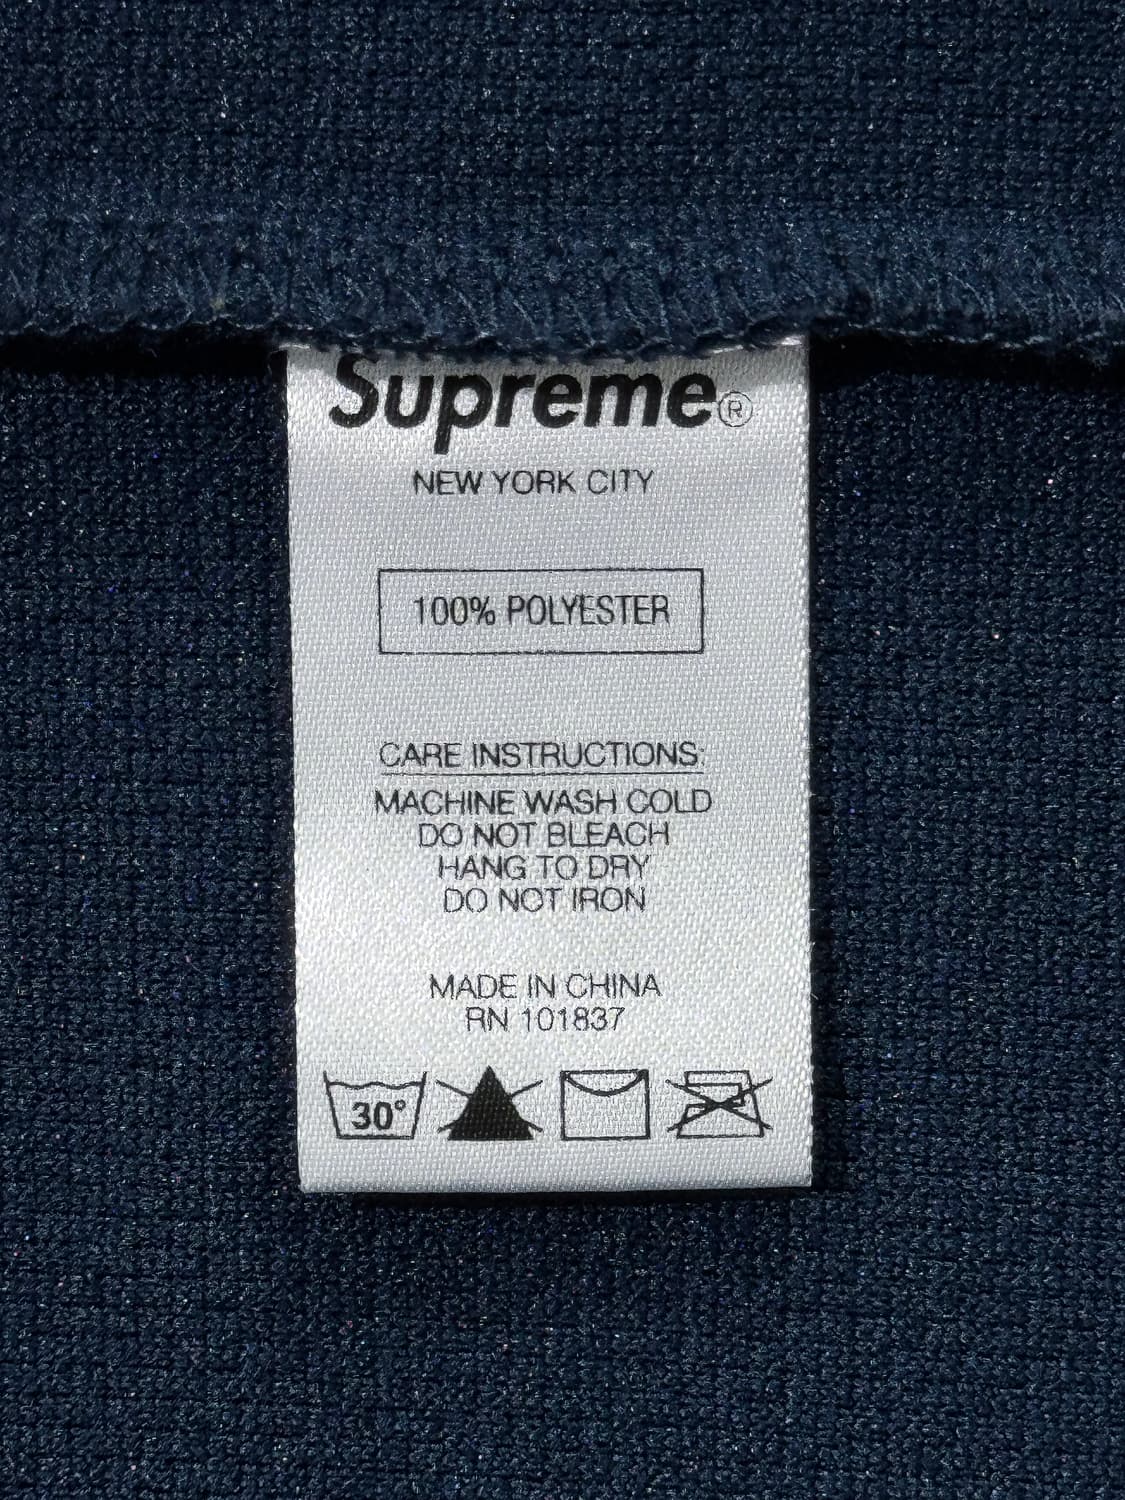 Supreme®
NEW YORK CITY
100% POLYESTER
CARE INSTRUCTIONS:
MACHINE WASH COLD
DO NOT BLEACH
HANG TO DRY
DO NOT IRON
MADE IN CHINA
RN 101837
30°